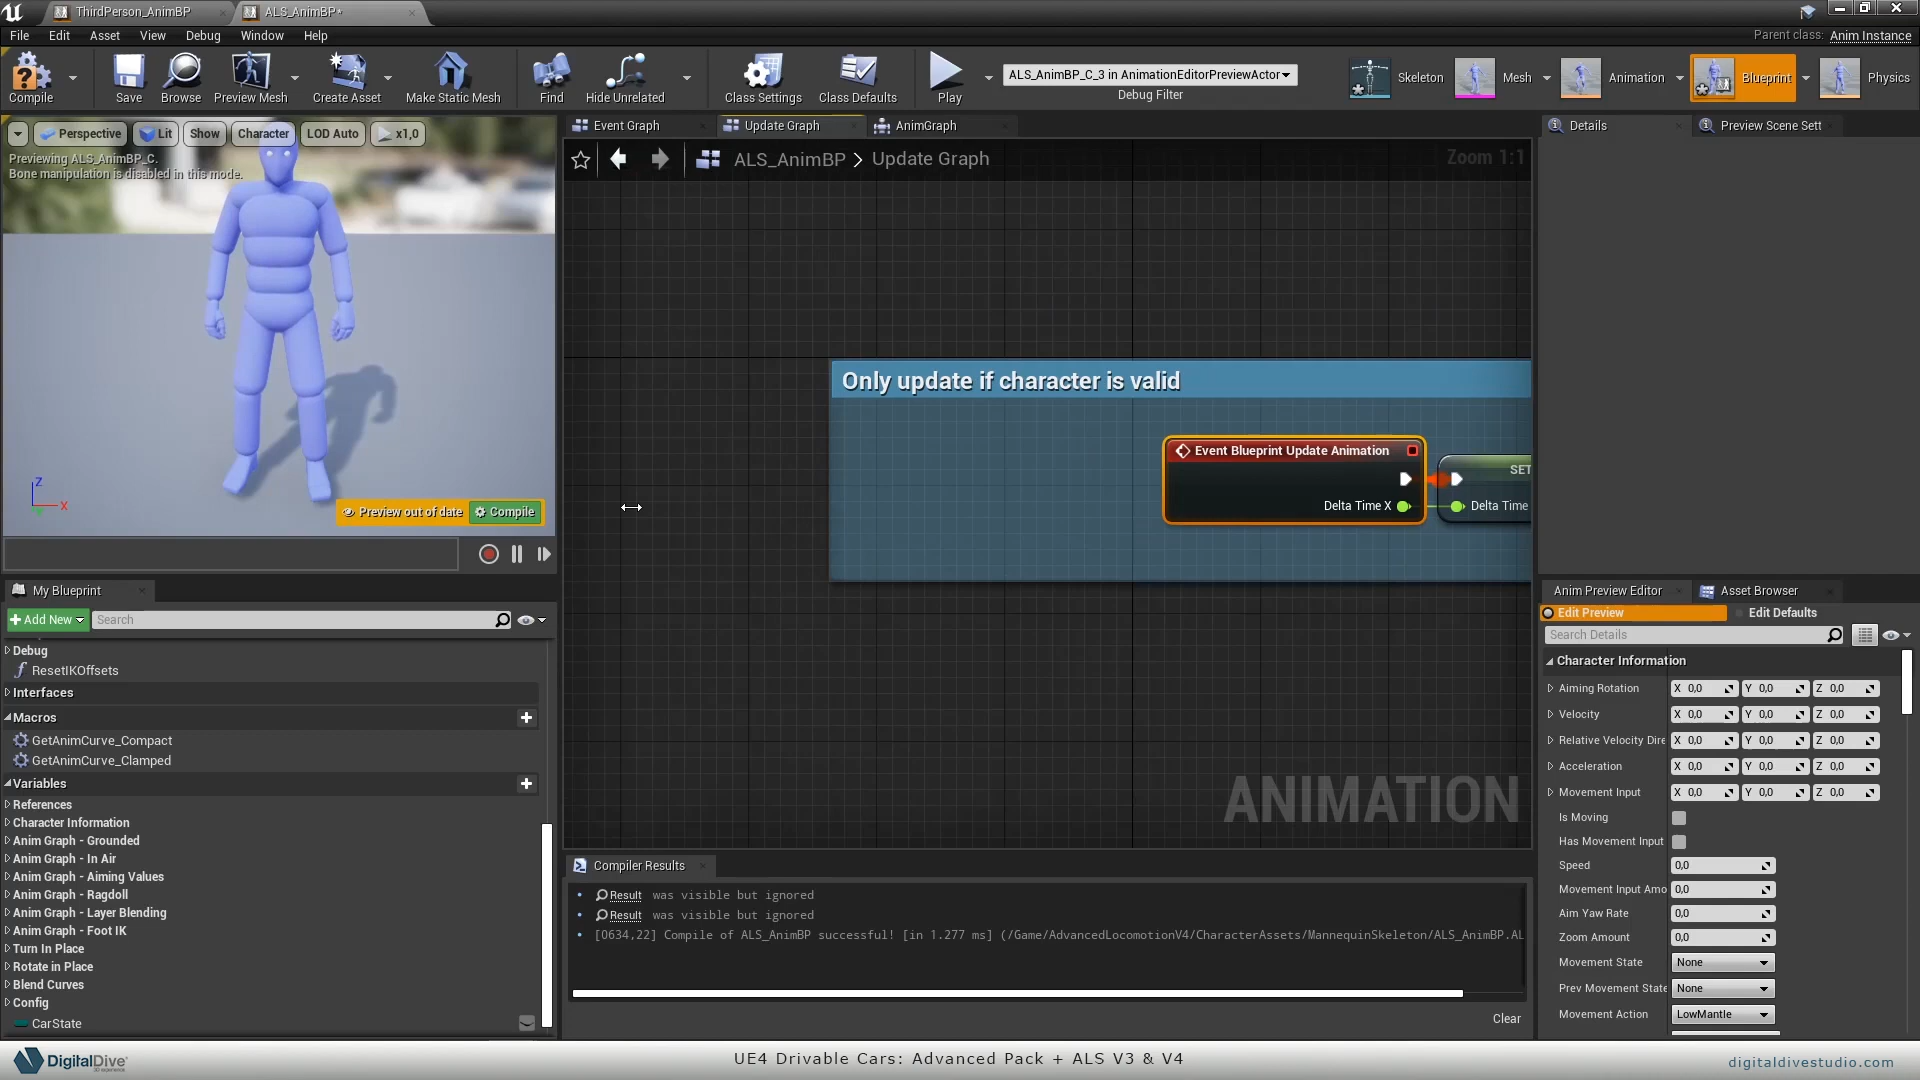 ThirdPerson_AnimBP
ALS_AnimBP*
File Edit Asset View Debug Window Help
Parent class: Anim Instance
Compile
Save
Browse
Preview Mesh
Create Asset
Make Static Mesh
Find
Hide Unrelated
Class Settings
Class Defaults
Play
ALS_AnimBP_C_3 in AnimationEditorPreviewActor
Debug Filter
Skeleton
Mesh
Animation
Blueprint
Physics
Perspective
Lit
Show
Character
LOD Auto
x1,0
Previewing ALS_AnimBP_C.
Bone manipulation is disabled in this mode.
Z
X
Preview out of date
Compile
Event Graph
Update Graph
AnimGraph
ALS_AnimBP > Update Graph
Zoom 1:1
Only update if character is valid
Event Blueprint Update Animation
Delta Time X
SET
Delta Time
ANIMATION
My Blueprint
Add New
Search
Debug
ResetIKOffsets
Interfaces
Macros
GetAnimCurve_Compact
GetAnimCurve_Clamped
Variables
References
Character Information
Anim Graph - Grounded
Anim Graph - In Air
Anim Graph - Aiming Values
Anim Graph - Ragdoll
Anim Graph - Layer Blending
Anim Graph - Foot IK
Turn In Place
Rotate in Place
Blend Curves
Config
CarState
Compiler Results
Result was visible but ignored
Result was visible but ignored
[0634,22] Compile of ALS_AnimBP successful! [in 1.277 ms] (/Game/AdvancedLocomotionV4/CharacterAssets/MannequinSkeleton/ALS_AnimBP.AL
Clear
Details
Preview Scene Sett
Anim Preview Editor
Asset Browser
Edit Preview
Edit Defaults
Search Details
Character Information
Aiming Rotation X 0,0 Y 0,0 Z 0,0
Velocity X 0,0 Y 0,0 Z 0,0
Relative Velocity Dire X 0,0 Y 0,0 Z 0,0
Acceleration X 0,0 Y 0,0 Z 0,0
Movement Input X 0,0 Y 0,0 Z 0,0
Is Moving
Has Movement Input
Speed 0,0
Movement Input Amo 0,0
Aim Yaw Rate 0,0
Zoom Amount 0,0
Movement State None
Prev Movement State None
Movement Action LowMantle
DigitalDive
UE4 Drivable Cars: Advanced Pack + ALS V3 & V4
digitaldivestudio.com